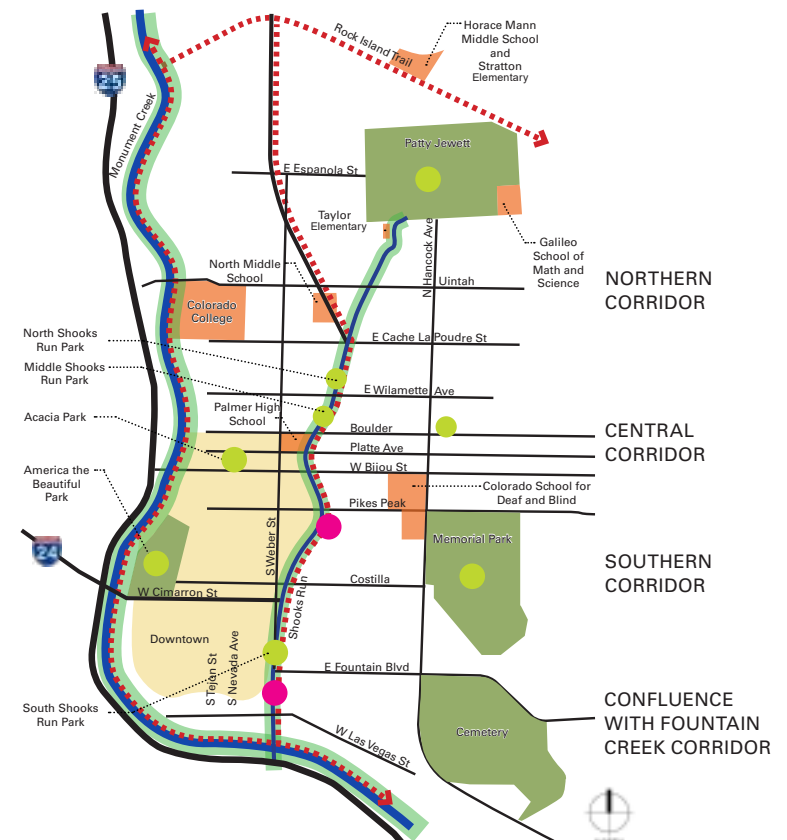 Horace Mann
Middle School
and
Stratton
Elementary
Rock Island Trail
25
Monument Creek
Patty Jewett
E Espanola St
Taylor
Elementary
N Hancock Ave
Galileo
School of
Math and
Science
North Middle
School
Uintah
NORTHERN
CORRIDOR
Colorado
College
North Shooks
Run Park
E Cache La Poudre St
Middle Shooks
Run Park
E Wilamette Ave
Palmer High
School
Acacia Park
Boulder
CENTRAL
CORRIDOR
Platte Ave
W Bijou St
America the
Beautiful
Park
Colorado School for
Deaf and Blind
Pikes Peak
24
S Weber St
Memorial Park
SOUTHERN
CORRIDOR
Costilla
W Cimarron St
Shooks Run
Downtown
S Tejon St
S Nevada Ave
E Fountain Blvd
South Shooks
Run Park
W Las Vegas St
Cemetery
CONFLUENCE
WITH FOUNTAIN
CREEK CORRIDOR